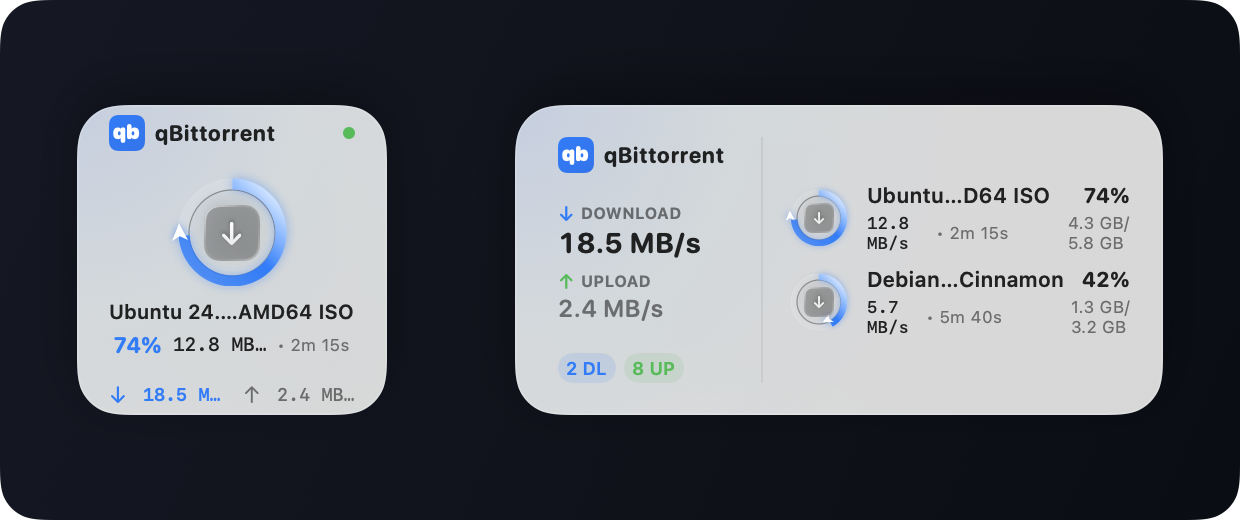 qb qBittorrent
Ubuntu 24....AMD64 ISO
74% 12.8 MB... • 2m 15s
↓ 18.5 M... ↑ 2.4 MB...
qb qBittorrent
↓ DOWNLOAD
18.5 MB/s
↑ UPLOAD
2.4 MB/s
2 DL 8 UP
Ubuntu...D64 ISO 74%
12.8 MB/s • 2m 15s 4.3 GB/
5.8 GB
Debian...Cinnamon 42%
5.7 MB/s • 5m 40s 1.3 GB/
3.2 GB